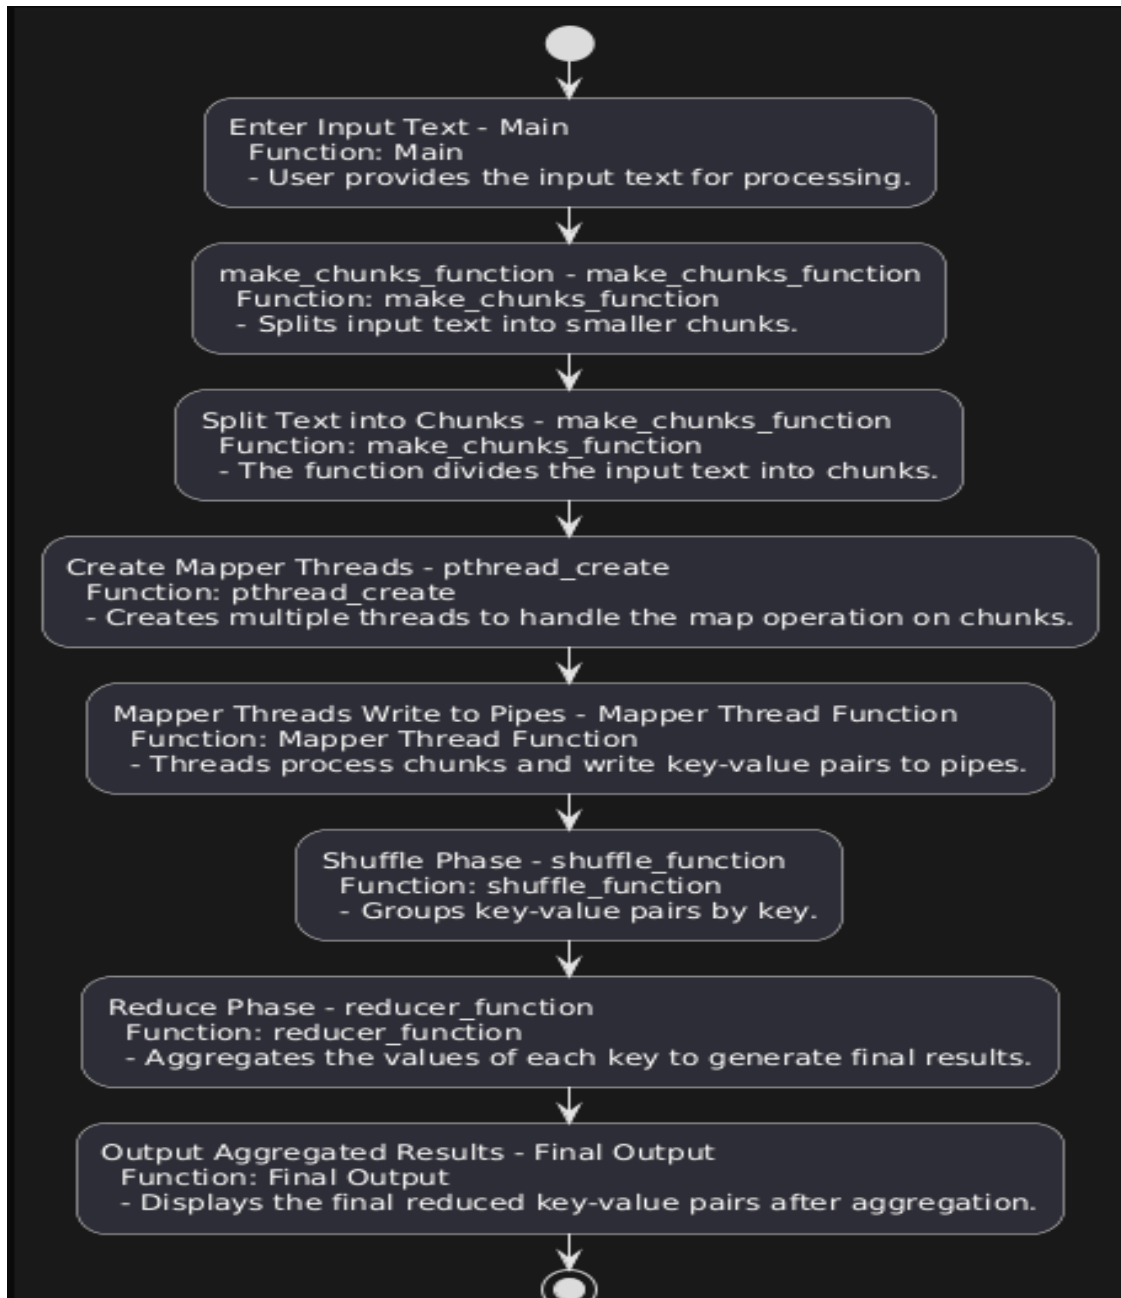 Enter Input Text - Main
Function: Main
- User provides the input text for processing.
make_chunks_function - make_chunks_function
Function: make_chunks_function
- Splits input text into smaller chunks.
Split Text into Chunks - make_chunks_function
Function: make_chunks_function
- The function divides the input text into chunks.
Create Mapper Threads - pthread_create
Function: pthread_create
- Creates multiple threads to handle the map operation on chunks.
Mapper Threads Write to Pipes - Mapper Thread Function
Function: Mapper Thread Function
- Threads process chunks and write key-value pairs to pipes.
Shuffle Phase - shuffle_function
Function: shuffle_function
- Groups key-value pairs by key.
Reduce Phase - reducer_function
Function: reducer_function
- Aggregates the values of each key to generate final results.
Output Aggregated Results - Final Output
Function: Final Output
- Displays the final reduced key-value pairs after aggregation.